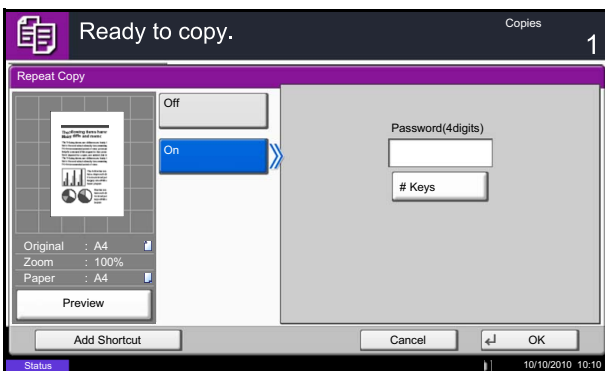 Ready to copy.
Copies
1
Repeat Copy
Off
On
Password(4digits)
# Keys
Original : A4
Zoom : 100%
Paper : A4
Preview
Add Shortcut
Cancel
OK
Status
10/10/2010 10:10